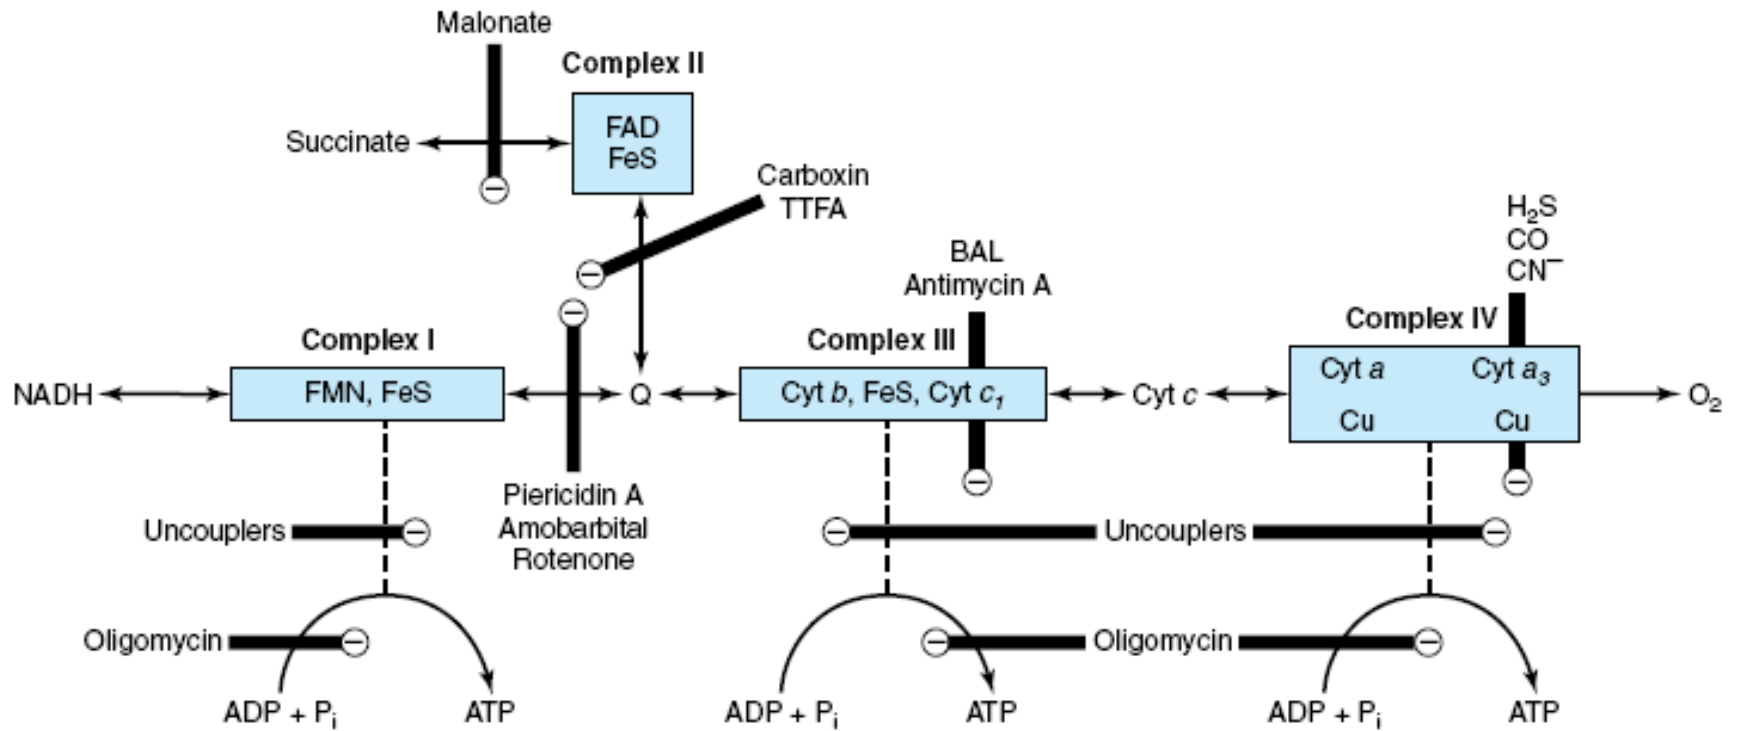 Malonate
Complex II
FAD
FeS
Succinate
Carboxin
TTFA
H₂S
CO
CN⁻
BAL
Antimycin A
Complex I
Complex III
Complex IV
NADH
FMN, FeS
Q
Cyt b, FeS, Cyt c₁
Cyt c
Cyt a
Cyt a₃
Cu
Cu
O₂
Piericidin A
Amobarbital
Rotenone
Uncouplers
Uncouplers
Oligomycin
Oligomycin
ADP + Pᵢ
ATP
ADP + Pᵢ
ATP
ADP + Pᵢ
ATP